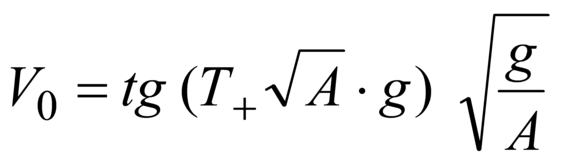 V₀ = tg (T₊√A · g) √(g/A)